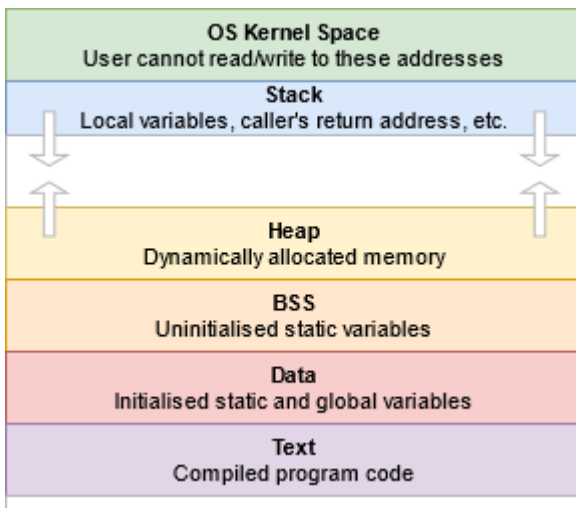 OS Kernel Space
User cannot read/write to these addresses
Stack
Local variables, caller's return address, etc.
Heap
Dynamically allocated memory
BSS
Uninitialised static variables
Data
Initialised static and global variables
Text
Compiled program code